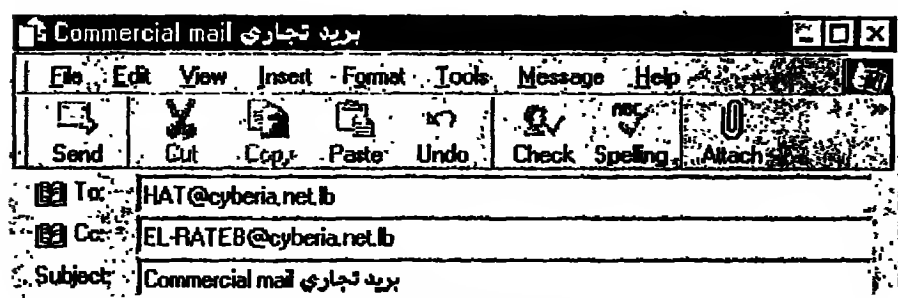 Commercial mail بريد تجاري
File Edit View Insert Format Tools Message Help
Send Cut Copy Paste Undo Check Spelling Attach
To: HAT@cyberia.net.lb
Cc: EL-RATEB@cyberia.net.lb
Subject: Commercial mail بريد تجاري